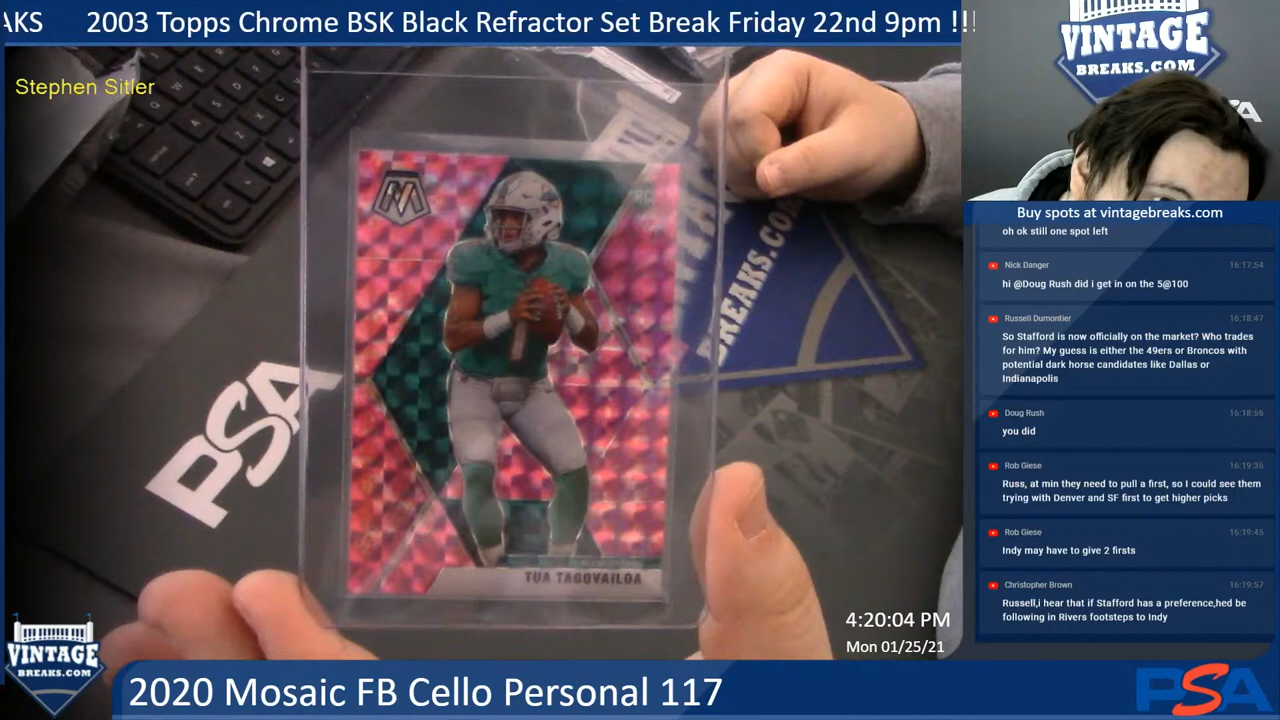 AKS 2003 Topps Chrome BSK Black Refractor Set Break Friday 22nd 9pm !!!
Stephen Sitler
VINTAGE
BREAKS.COM
PSA
Buy spots at vintagebreaks.com
oh ok still one spot left
Nick Danger 16:17:54
hi @Doug Rush did i get in on the 5@100
Russell Dumontier 16:18:47
So Stafford is now officially on the market? Who trades
for him? My guess is either the 49ers or Broncos with
potential dark horse candidates like Dallas or
Indianapolis
Doug Rush 16:18:56
you did
Rob Giese 16:19:35
Russ, at min they need to pull a first, so I could see them
trying with Denver and SF first to get higher picks
Rob Giese 16:19:45
Indy may have to give 2 firsts
Christopher Brown 16:19:57
Russell,i hear that if Stafford has a preference,hed be
following in Rivers footsteps to Indy
M
RC
BREAKS.COM
PSA
TUA TAGOVAILOA
4:20:04 PM
Mon 01/25/21
VINTAGE
BREAKS.COM
2020 Mosaic FB Cello Personal 117
PSA